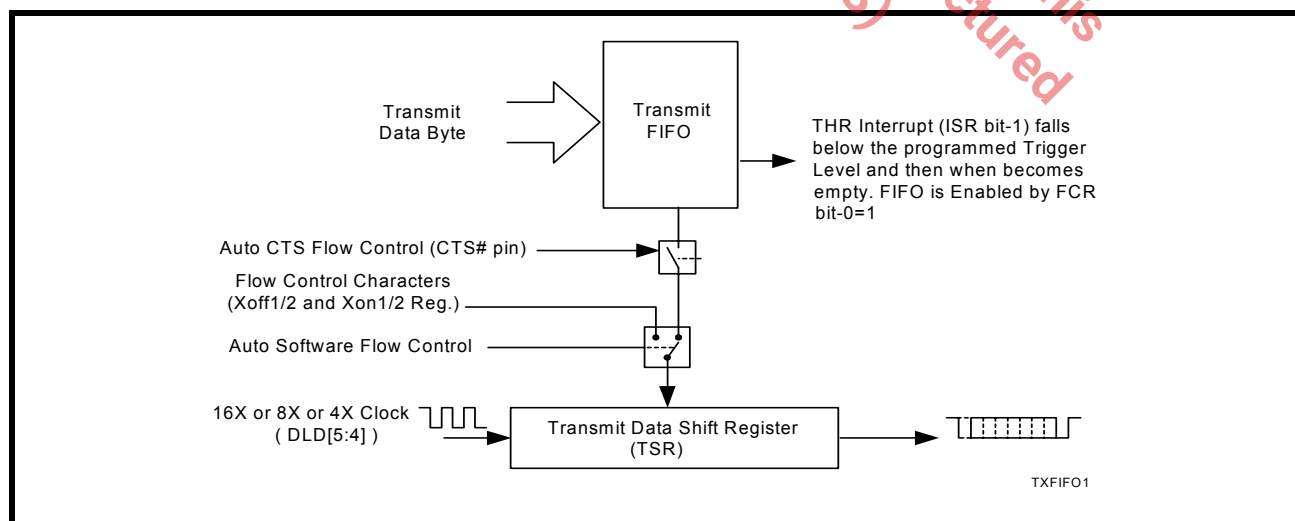 his
s)
ctured
Transmit
Data Byte
Transmit
FIFO
THR Interrupt (ISR bit-1) falls
below the programmed Trigger
Level and then when becomes
empty. FIFO is Enabled by FCR
bit-0=1
Auto CTS Flow Control (CTS# pin)
Flow Control Characters
(Xoff1/2 and Xon1/2 Reg.)
Auto Software Flow Control
16X or 8X or 4X Clock
( DLD[5:4] )
Transmit Data Shift Register
(TSR)
TXFIFO1